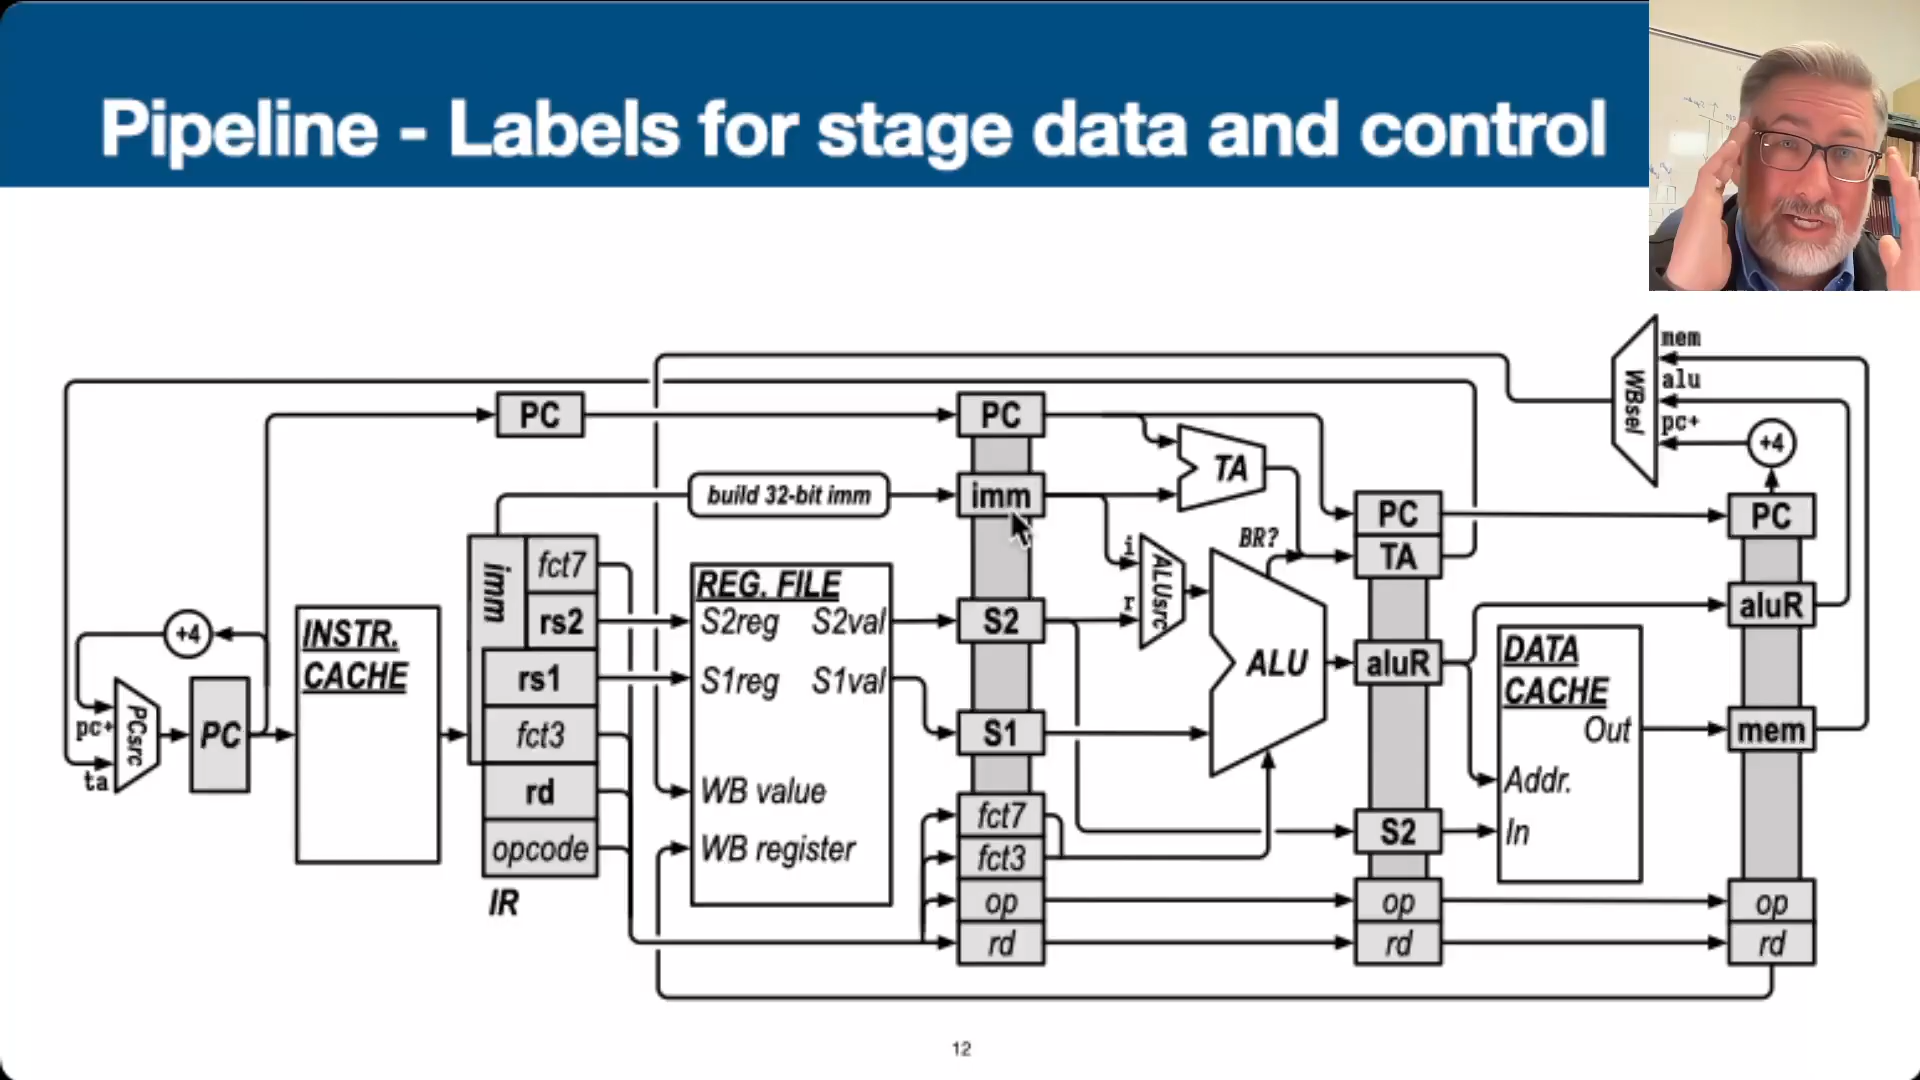 Pipeline - Labels for stage data and control
mem
alu
pc+
WBsel
+4
PC
PC
TA
build 32-bit imm
imm
PC
TA
PC
BR?
imm
fct7
rs2
rs1
fct3
rd
opcode
IR
REG. FILE
S2reg S2val
S1reg S1val
WB value
WB register
S2
S1
fct7
fct3
op
rd
i
r
ALUsrc
ALU
aluR
S2
op
rd
DATA
CACHE
Out
Addr.
In
aluR
mem
op
rd
+4
pc+
ta
PCsrc
PC
INSTR.
CACHE
12